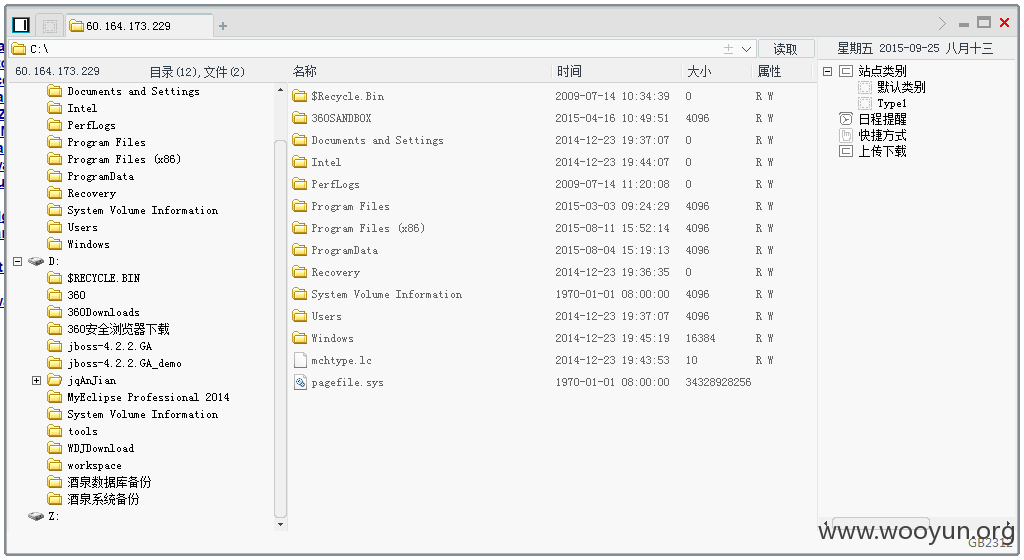 60.164.173.229
C:\
读取
星期五 2015-09-25 八月十三
60.164.173.229 目录(12),文件(2)
Documents and Settings
Intel
PerfLogs
Program Files
Program Files (x86)
ProgramData
Recovery
System Volume Information
Users
Windows
D:
$RECYCLE.BIN
360
360Downloads
360安全浏览器下载
jboss-4.2.2.GA
jboss-4.2.2.GA_demo
jqAnJian
MyEclipse Professional 2014
System Volume Information
tools
WDJDownload
workspace
酒泉数据库备份
酒泉系统备份
Z:
名称 时间 大小 属性
$Recycle.Bin 2009-07-14 10:34:39 0 R W
360SANDBOX 2015-04-16 10:49:51 4096 R W
Documents and Settings 2014-12-23 19:37:07 0 R W
Intel 2014-12-23 19:44:07 0 R W
PerfLogs 2009-07-14 11:20:08 0 R W
Program Files 2015-03-03 09:24:29 4096 R W
Program Files (x86) 2015-08-11 15:52:14 4096 R W
ProgramData 2015-08-04 15:19:13 4096 R W
Recovery 2014-12-23 19:36:35 0 R W
System Volume Information 1970-01-01 08:00:00 4096 R W
Users 2014-12-23 19:37:07 4096 R W
Windows 2014-12-23 19:45:19 16384 R W
mchtype.lc 2014-12-23 19:43:53 10 R W
pagefile.sys 1970-01-01 08:00:00 34328928256
站点类别
默认类别
Type1
日程提醒
快捷方式
上传下载
www.wooyun.org
GB2312